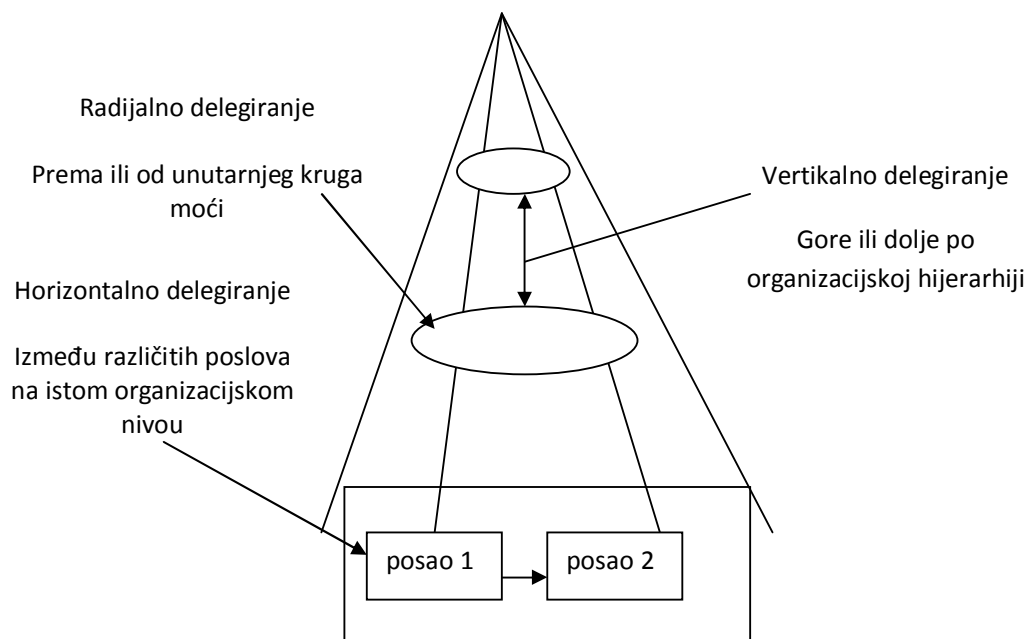 Radijalno delegiranje
Prema ili od unutarnjeg kruga
moći
Horizontalno delegiranje
Između različitih poslova
na istom organizacijskom
nivou
Vertikalno delegiranje
Gore ili dolje po
organizacijskoj hijerarhiji
posao 1
posao 2